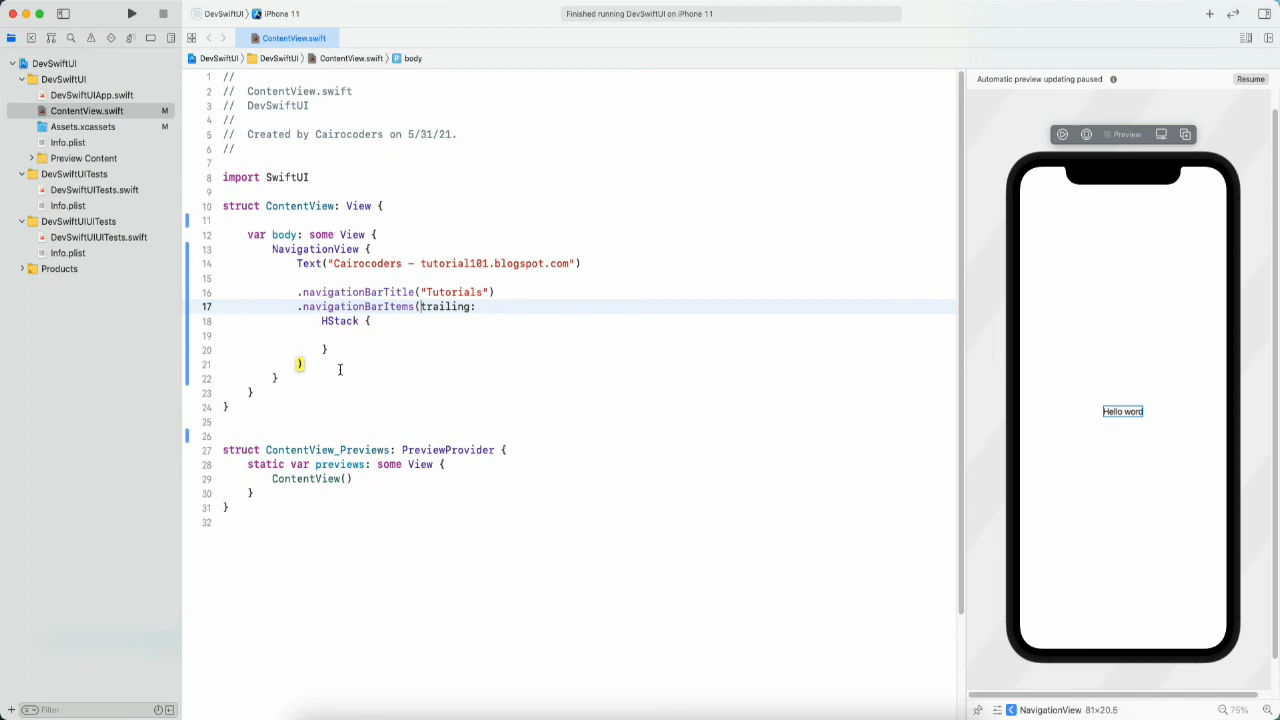 DevSwiftUI 〉 iPhone 11
Finished running DevSwiftUI on iPhone 11
ContentView.swift
DevSwiftUI 〉 DevSwiftUI 〉 ContentView.swift 〉 P body
DevSwiftUI
DevSwiftUI
DevSwiftUIApp.swift
ContentView.swift M
Assets.xcassets M
Info.plist
Preview Content
DevSwiftUITests
DevSwiftUITests.swift
Info.plist
DevSwiftUIUITests
DevSwiftUIUITests.swift
Info.plist
Products
Filter
1 //
2 // ContentView.swift
3 // DevSwiftUI
4 //
5 // Created by Cairocoders on 5/31/21.
6 //
7
8 import SwiftUI
9
10 struct ContentView: View {
11
12 var body: some View {
13 NavigationView {
14 Text("Cairocoders - tutorial101.blogspot.com")
15
16 .navigationBarTitle("Tutorials")
17 .navigationBarItems(trailing:
18 HStack {
19
20 }
21 )
22 }
23 }
24 }
25
26
27 struct ContentView_Previews: PreviewProvider {
28 static var previews: some View {
29 ContentView()
30 }
31 }
32
Automatic preview updating paused
Resume
Preview
Hello word
NavigationView 81×20.5
75%